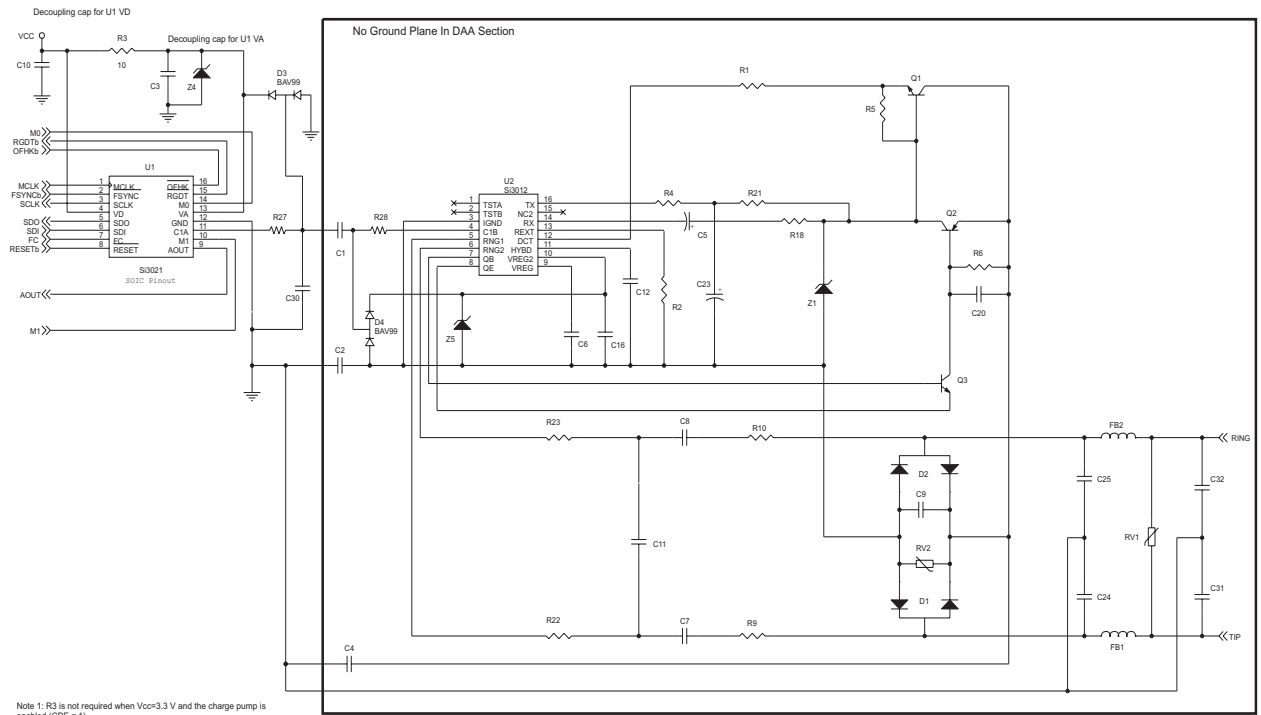 Decoupling cap for U1 VD
No Ground Plane In DAA Section
VCC
R3
Decoupling cap for U1 VA
C10
10
C3
Z4
D3
BAV99
R1
Q1
R5
M0
RGDTb
OFHKb
U1
MCLK
FSYNCb
SCLK
SDO
SDI
FC
RESETb
1 MCLK OFHK 16
2 FSYNC RGDT 15
3 SCLK M0 14
4 VD VA 13
5 SDO GND 12
6 SDI C1A 11
7 FC M1 10
8 RESET AOUT 9
Si3021
SOIC Pinout
AOUT
M1
R27
C30
C1
R28
U2
Si3012
1 TSTA TX 16
2 TSTB NC2 15
3 IGND RX 14
4 C1B REXT 13
5 RNG1 DCT 12
6 RNG2 HYBD 11
7 QB VREG2 10
8 QE VREG 9
R4
R21
C5
+
R18
Q2
R6
C20
C12
R2
C23
+
Z1
D4
BAV99
Z5
C6
C16
C2
Q3
R23
C8
R10
FB2
RING
D2
C9
C25
C32
C11
RV2
RV1
D1
C24
C31
R22
C7
R9
FB1
TIP
C4
Note 1: R3 is not required when Vcc=3.3 V and the charge pump is
enabled (CPE = 1).